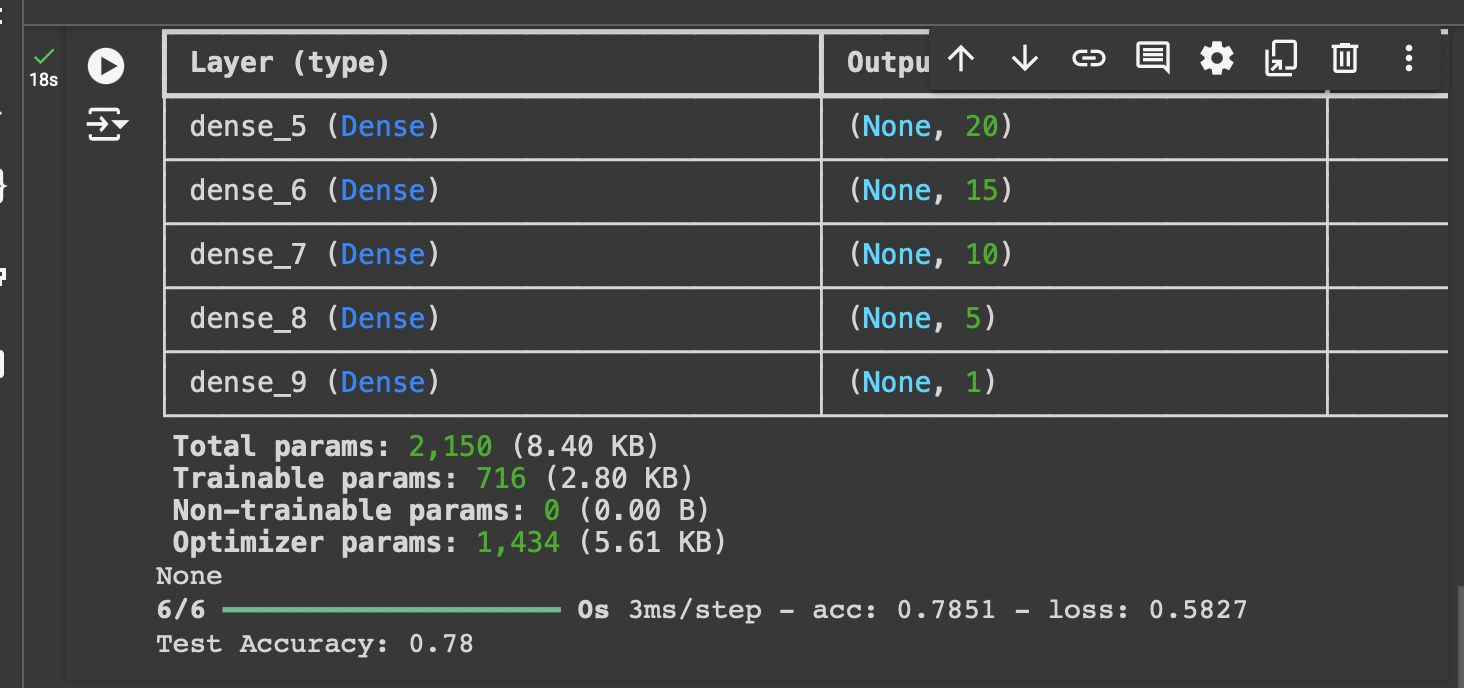 18s
Layer (type) Outpu
dense_5 (Dense) (None, 20)
dense_6 (Dense) (None, 15)
dense_7 (Dense) (None, 10)
dense_8 (Dense) (None, 5)
dense_9 (Dense) (None, 1)
Total params: 2,150 (8.40 KB)
Trainable params: 716 (2.80 KB)
Non-trainable params: 0 (0.00 B)
Optimizer params: 1,434 (5.61 KB)
None
6/6 ━━━━━━━━━━━━━━━━━━━━ 0s 3ms/step - acc: 0.7851 - loss: 0.5827
Test Accuracy: 0.78